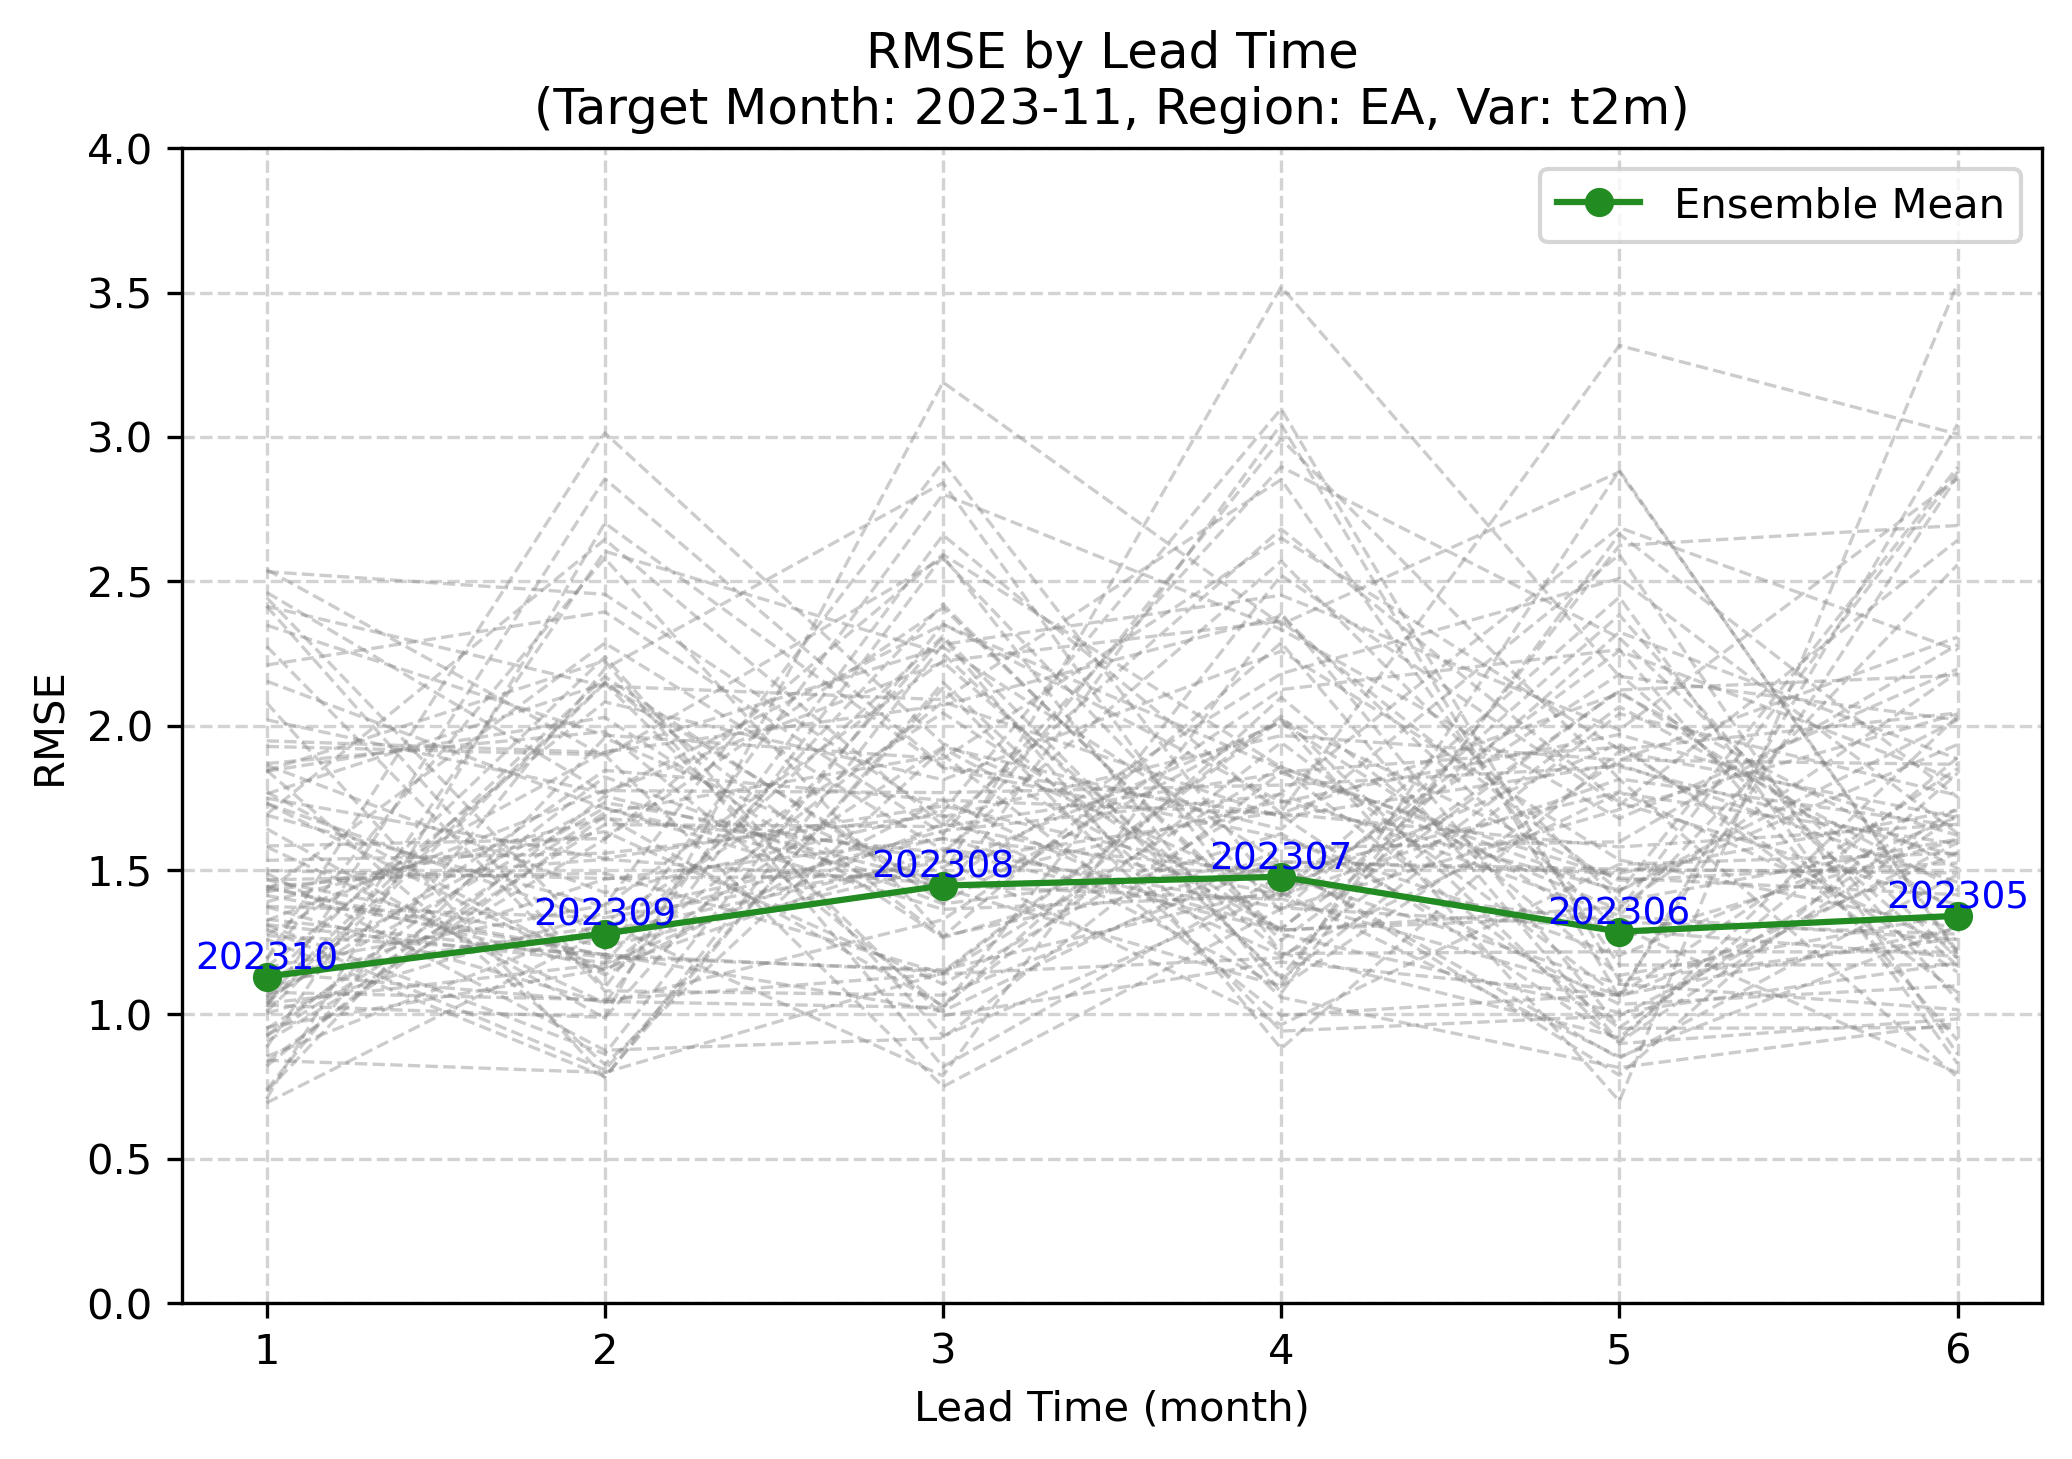 RMSE by Lead Time
(Target Month: 2023-11, Region: EA, Var: t2m)
Ensemble Mean
RMSE
4.0
3.5
3.0
2.5
2.0
1.5
1.0
0.5
0.0
202310
202309
202308
202307
202306
202305
1 2 3 4 5 6
Lead Time (month)